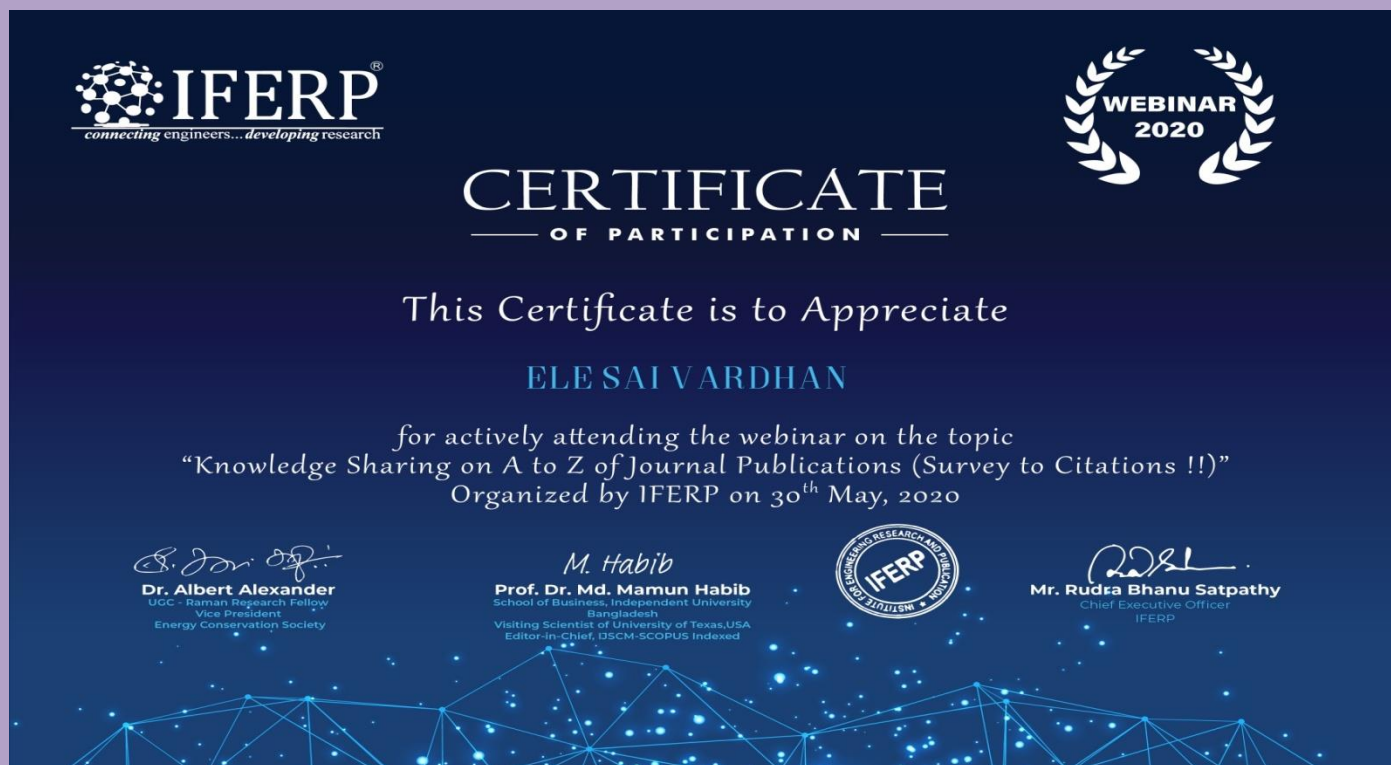 IFERP®
connecting engineers...developing research
WEBINAR
2020
CERTIFICATE
OF PARTICIPATION
This Certificate is to Appreciate
ELE SAI VARDHAN
for actively attending the webinar on the topic
“Knowledge Sharing on A to Z of Journal Publications (Survey to Citations !!)”
Organized by IFERP on 30th May, 2020
Dr. Albert Alexander
UGC - Raman Research Fellow
Vice President
Energy Conservation Society
M. Habib
Prof. Dr. Md. Mamun Habib
School of Business, Independent University
Bangladesh
Visiting Scientist of University of Texas,USA
Editor-in-Chief, IJSCM-SCOPUS Indexed
INSTITUTE FOR ENGINEERING RESEARCH AND PUBLICATION
IFERP
Mr. Rudra Bhanu Satpathy
Chief Executive Officer
IFERP